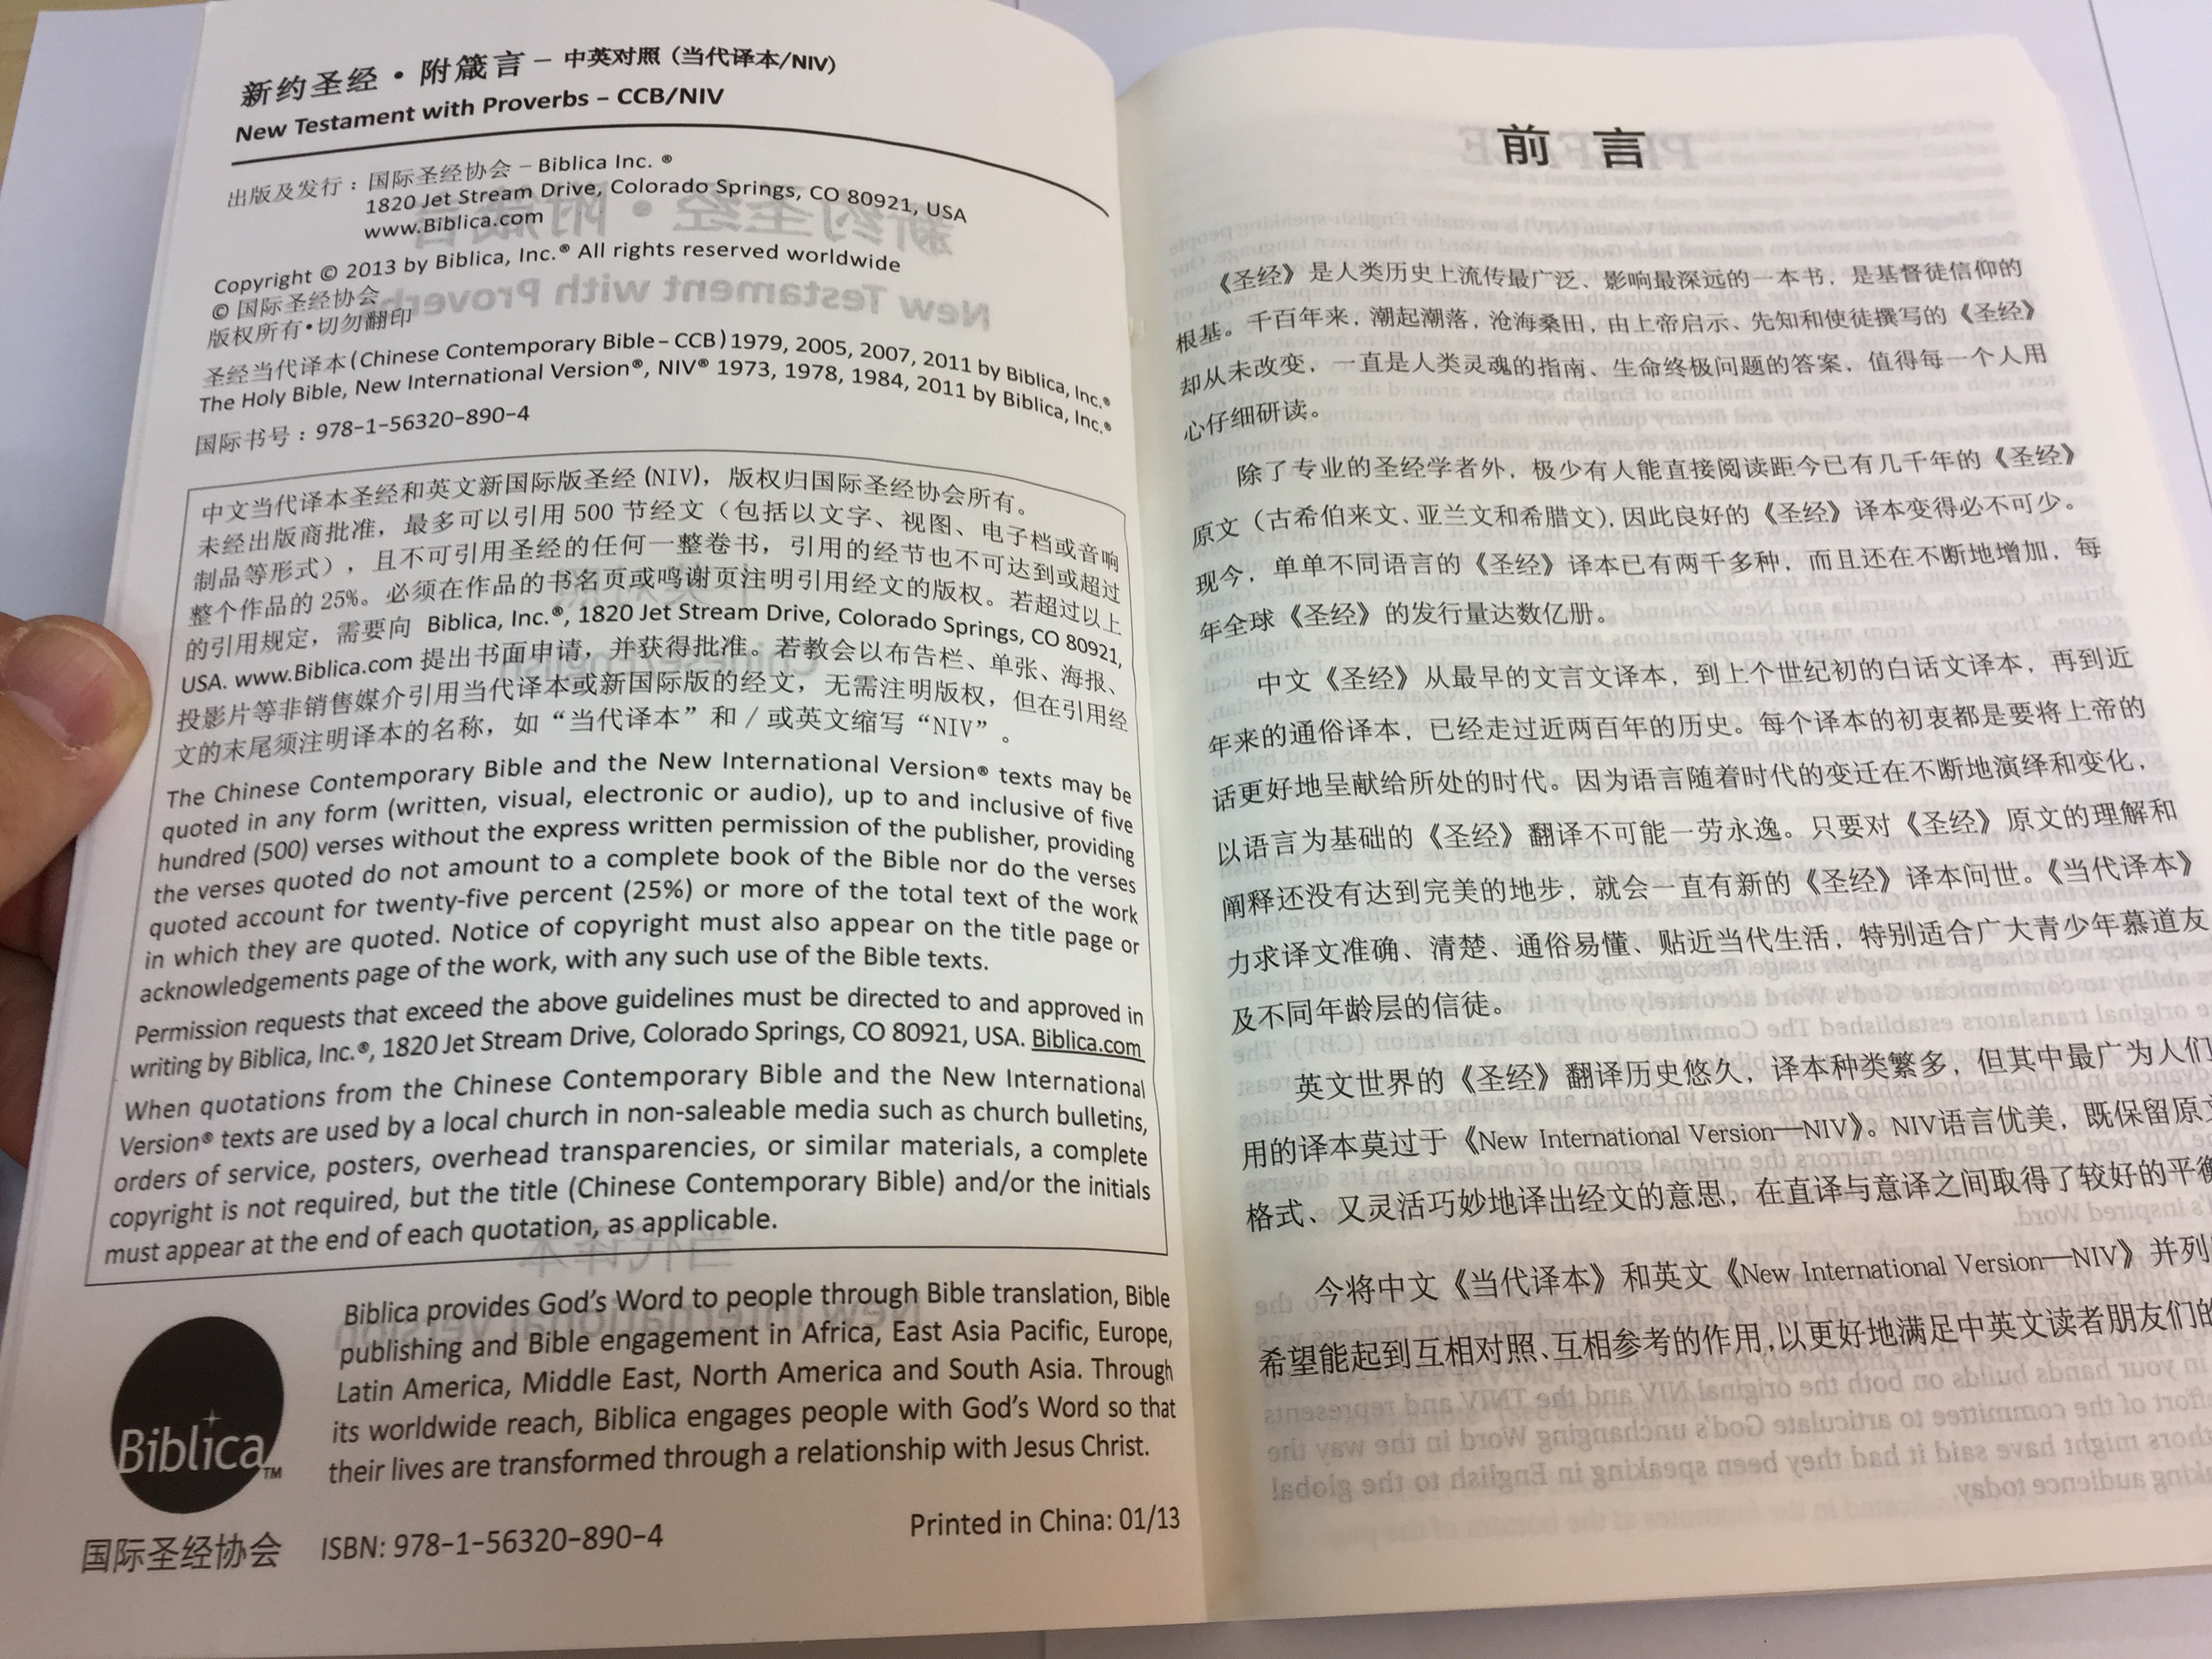 新约圣经・附箴言 – 中英对照 (当代译本/NIV)
New Testament with Proverbs – CCB/NIV
出版及发行：国际圣经协会 – Biblica Inc. ®
1820 Jet Stream Drive, Colorado Springs, CO 80921, USA
www.Biblica.com
Copyright © 2013 by Biblica, Inc.® All rights reserved worldwide
© 国际圣经协会
版权所有•切勿翻印
圣经当代译本(Chinese Contemporary Bible – CCB) 1979, 2005, 2007, 2011 by Biblica, Inc.®
The Holy Bible, New International Version®, NIV® 1973, 1978, 1984, 2011 by Biblica, Inc.®
国际书号：978-1-56320-890-4
中文当代译本圣经和英文新国际版圣经 (NIV)，版权归国际圣经协会所有。
未经出版商批准，最多可以引用 500 节经文（包括以文字、视图、电子档或音响
制品等形式），且不可引用圣经的任何一整卷书，引用的经节也不可达到或超过
整个作品的 25%。必须在作品的书名页或鸣谢页注明引用经文的版权。若超过以上
的引用规定，需要向 Biblica, Inc.®, 1820 Jet Stream Drive, Colorado Springs, CO 80921,
USA. www.Biblica.com 提出书面申请，并获得批准。若教会以布告栏、单张、海报、
投影片等非销售媒介引用当代译本或新国际版的经文，无需注明版权，但在引用经
文的末尾须注明译本的名称，如“当代译本”和 / 或英文缩写“NIV”。
The Chinese Contemporary Bible and the New International Version® texts may be
quoted in any form (written, visual, electronic or audio), up to and inclusive of five
hundred (500) verses without the express written permission of the publisher, providing
the verses quoted do not amount to a complete book of the Bible nor do the verses
quoted account for twenty-five percent (25%) or more of the total text of the work
in which they are quoted. Notice of copyright must also appear on the title page or
acknowledgements page of the work, with any such use of the Bible texts.
Permission requests that exceed the above guidelines must be directed to and approved in
writing by Biblica, Inc.®, 1820 Jet Stream Drive, Colorado Springs, CO 80921, USA. Biblica.com
When quotations from the Chinese Contemporary Bible and the New International
Version® texts are used by a local church in non-saleable media such as church bulletins,
orders of service, posters, overhead transparencies, or similar materials, a complete
copyright is not required, but the title (Chinese Contemporary Bible) and/or the initials
must appear at the end of each quotation, as applicable.
Biblica provides God's Word to people through Bible translation, Bible
publishing and Bible engagement in Africa, East Asia Pacific, Europe,
Latin America, Middle East, North America and South Asia. Through
its worldwide reach, Biblica engages people with God's Word so that
their lives are transformed through a relationship with Jesus Christ.
Biblica™
国际圣经协会
ISBN: 978-1-56320-890-4
Printed in China: 01/13
前 言
《圣经》是人类历史上流传最广泛、影响最深远的一本书，是基督徒信仰的
根基。千百年来，潮起潮落，沧海桑田，由上帝启示、先知和使徒撰写的《圣经》
却从未改变，一直是人类灵魂的指南、生命终极问题的答案，值得每一个人用
心仔细研读。
除了专业的圣经学者外，极少有人能直接阅读距今已有几千年的《圣经》
原文（古希伯来文、亚兰文和希腊文），因此良好的《圣经》译本变得必不可少。
现今，单单不同语言的《圣经》译本已有两千多种，而且还在不断地增加，每
年全球《圣经》的发行量达数亿册。
中文《圣经》从最早的文言文译本，到上个世纪初的白话文译本，再到近
年来的通俗译本，已经走过近两百年的历史。每个译本的初衷都是要将上帝的
话更好地呈献给所处的时代。因为语言随着时代的变迁在不断地演绎和变化，
以语言为基础的《圣经》翻译不可能一劳永逸。只要对《圣经》原文的理解和
阐释还没有达到完美的地步，就会一直有新的《圣经》译本问世。《当代译本》
力求译文准确、清楚、通俗易懂、贴近当代生活，特别适合广大青少年慕道友
及不同年龄层的信徒。
英文世界的《圣经》翻译历史悠久，译本种类繁多，但其中最广为人们
用的译本莫过于《New International Version—NIV》。NIV语言优美，既保留原文
格式、又灵活巧妙地译出经文的意思，在直译与意译之间取得了较好的平衡
今将中文《当代译本》和英文《New International Version—NIV》并列
希望能起到互相对照、互相参考的作用，以更好地满足中英文读者朋友们的